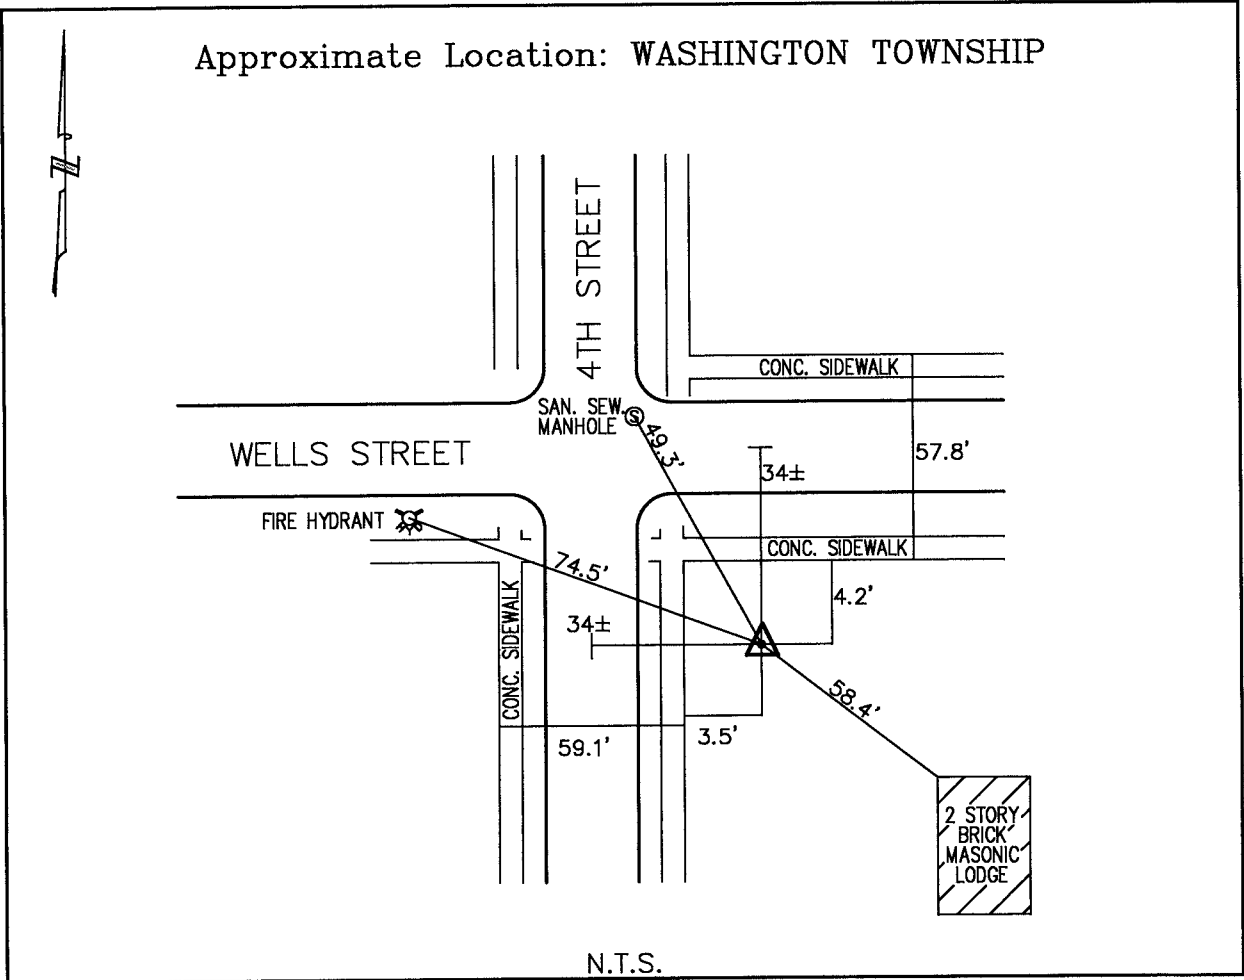 Approximate Location: WASHINGTON TOWNSHIP
N
4TH STREET
CONC. SIDEWALK
SAN. SEW.
MANHOLE
S
49.3'
WELLS STREET
34±
57.8'
FIRE HYDRANT
CONC. SIDEWALK
74.5'
4.2'
CONC. SIDEWALK
34±
58.4'
59.1'
3.5'
2 STORY
BRICK
MASONIC
LODGE
N.T.S.